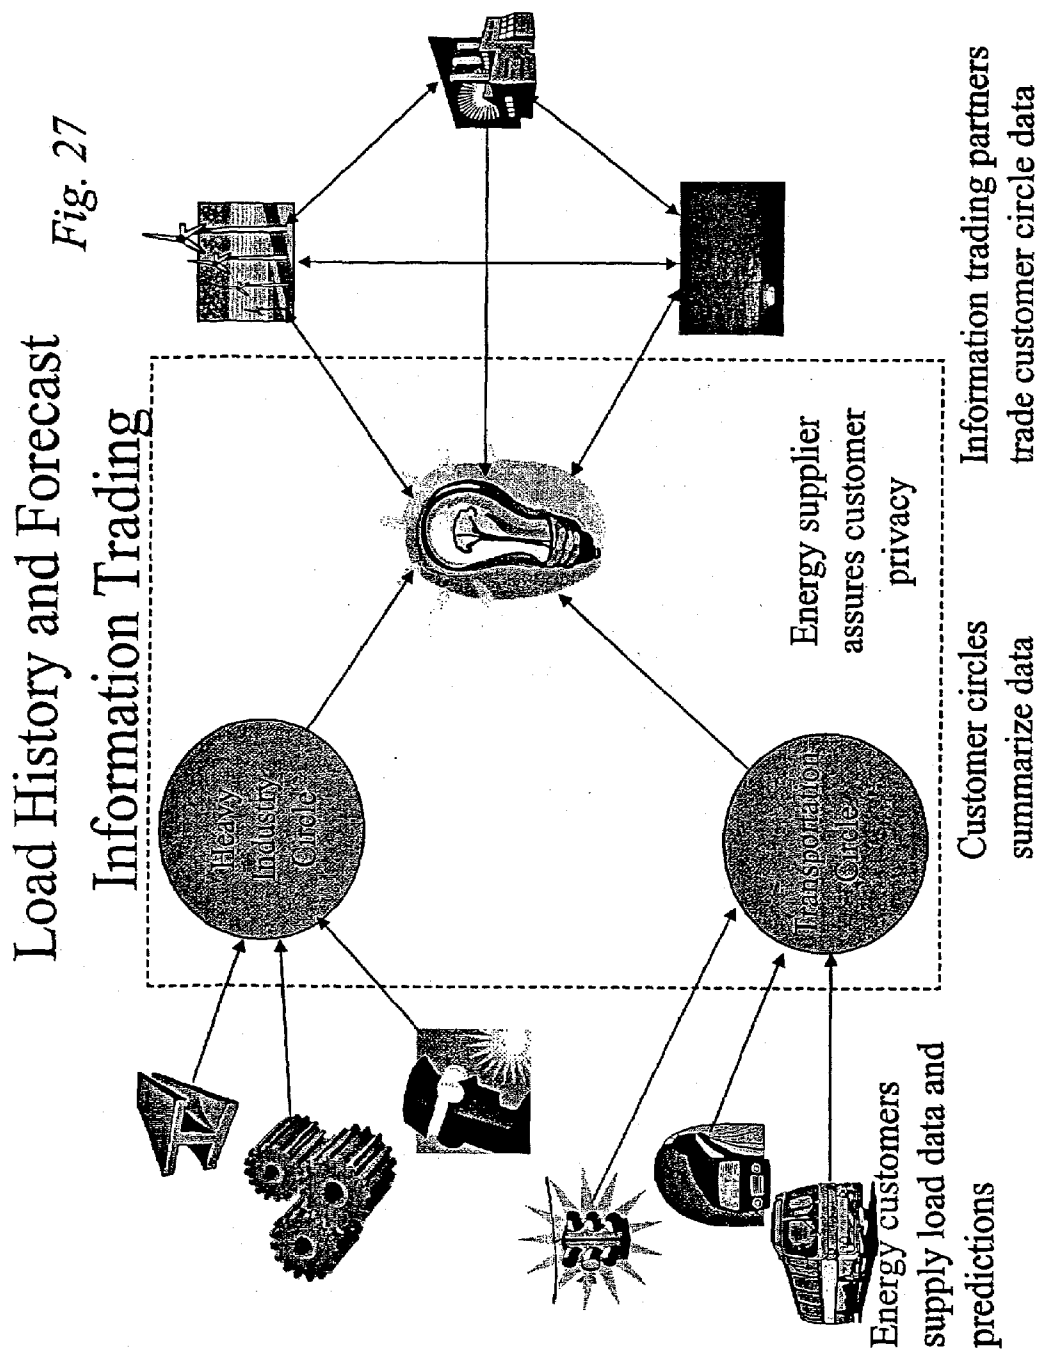 Load History and Forecast
Information Trading
Fig. 27
Heavy
Industry
Circle
Transportation
Circle
Energy supplier
assures customer
privacy
Energy customers
supply load data and
predictions
Customer circles
summarize data
Information trading partners
trade customer circle data